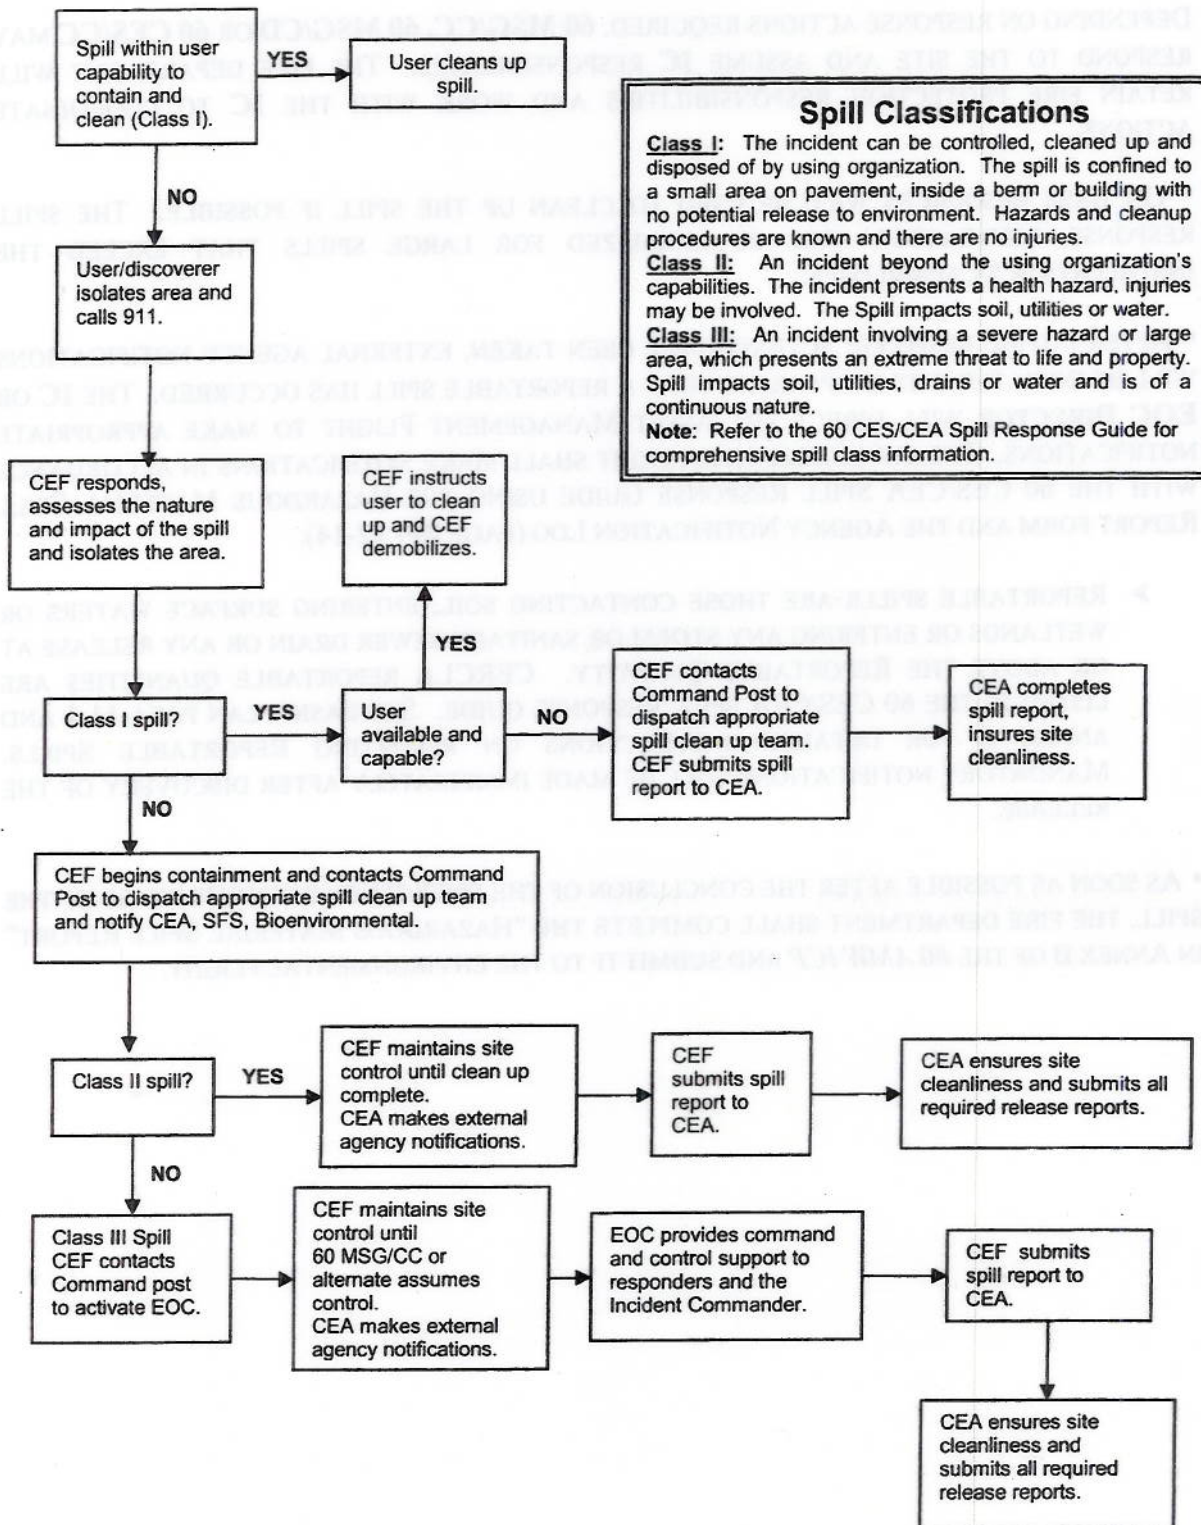 Spill within user
capability to
contain and
clean (Class I).
YES
User cleans up
spill.
Spill Classifications
Class I: The incident can be controlled, cleaned up and
disposed of by using organization. The spill is confined to
a small area on pavement, inside a berm or building with
no potential release to environment. Hazards and cleanup
procedures are known and there are no injuries.
Class II: An incident beyond the using organization's
capabilities. The incident presents a health hazard, injuries
may be involved. The Spill impacts soil, utilities or water.
Class III: An incident involving a severe hazard or large
area, which presents an extreme threat to life and property.
Spill impacts soil, utilities, drains or water and is of a
continuous nature.
Note: Refer to the 60 CES/CEA Spill Response Guide for
comprehensive spill class information.
NO
User/discoverer
isolates area and
calls 911.
CEF responds,
assesses the nature
and impact of the spill
and isolates the area.
CEF instructs
user to clean
up and CEF
demobilizes.
YES
Class I spill?
YES
User
available and
capable?
NO
CEF contacts
Command Post to
dispatch appropriate
spill clean up team.
CEF submits spill
report to CEA.
CEA completes
spill report,
insures site
cleanliness.
NO
CEF begins containment and contacts Command
Post to dispatch appropriate spill clean up team
and notify CEA, SFS, Bioenvironmental.
Class II spill?
YES
CEF maintains site
control until clean up
complete.
CEA makes external
agency notifications.
CEF
submits spill
report to
CEA.
CEA ensures site
cleanliness and submits all
required release reports.
NO
Class III Spill
CEF contacts
Command post
to activate EOC.
CEF maintains site
control until
60 MSG/CC or
alternate assumes
control.
CEA makes external
agency notifications.
EOC provides command
and control support to
responders and the
Incident Commander.
CEF submits
spill report to
CEA.
CEA ensures site
cleanliness and
submits all required
release reports.